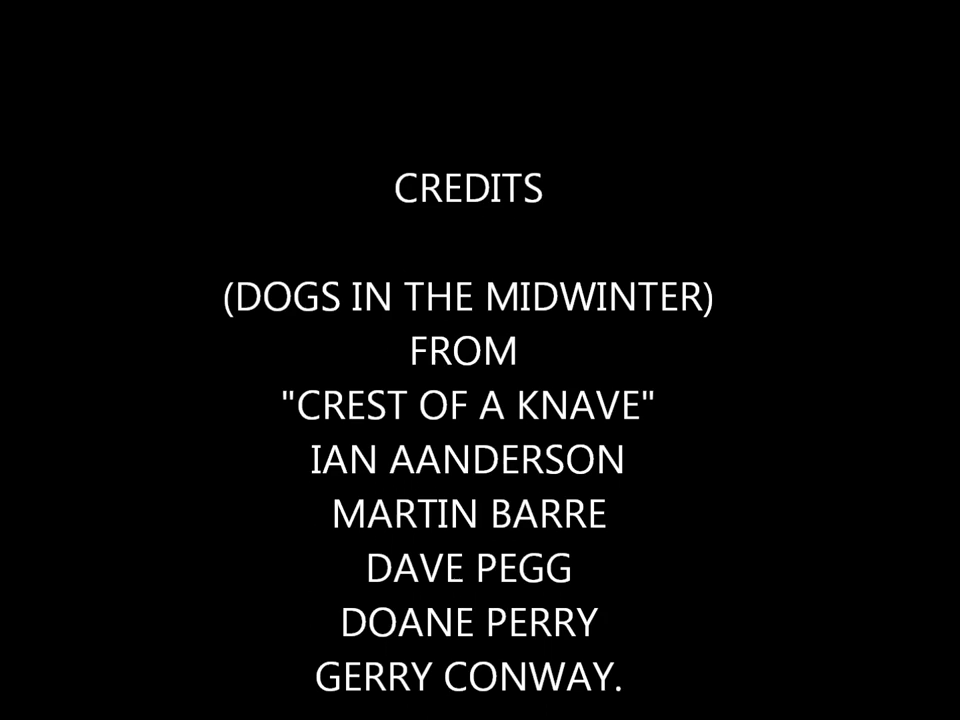 CREDITS
(DOGS IN THE MIDWINTER)
FROM
"CREST OF A KNAVE"
IAN AANDERSON
MARTIN BARRE
DAVE PEGG
DOANE PERRY
GERRY CONWAY.